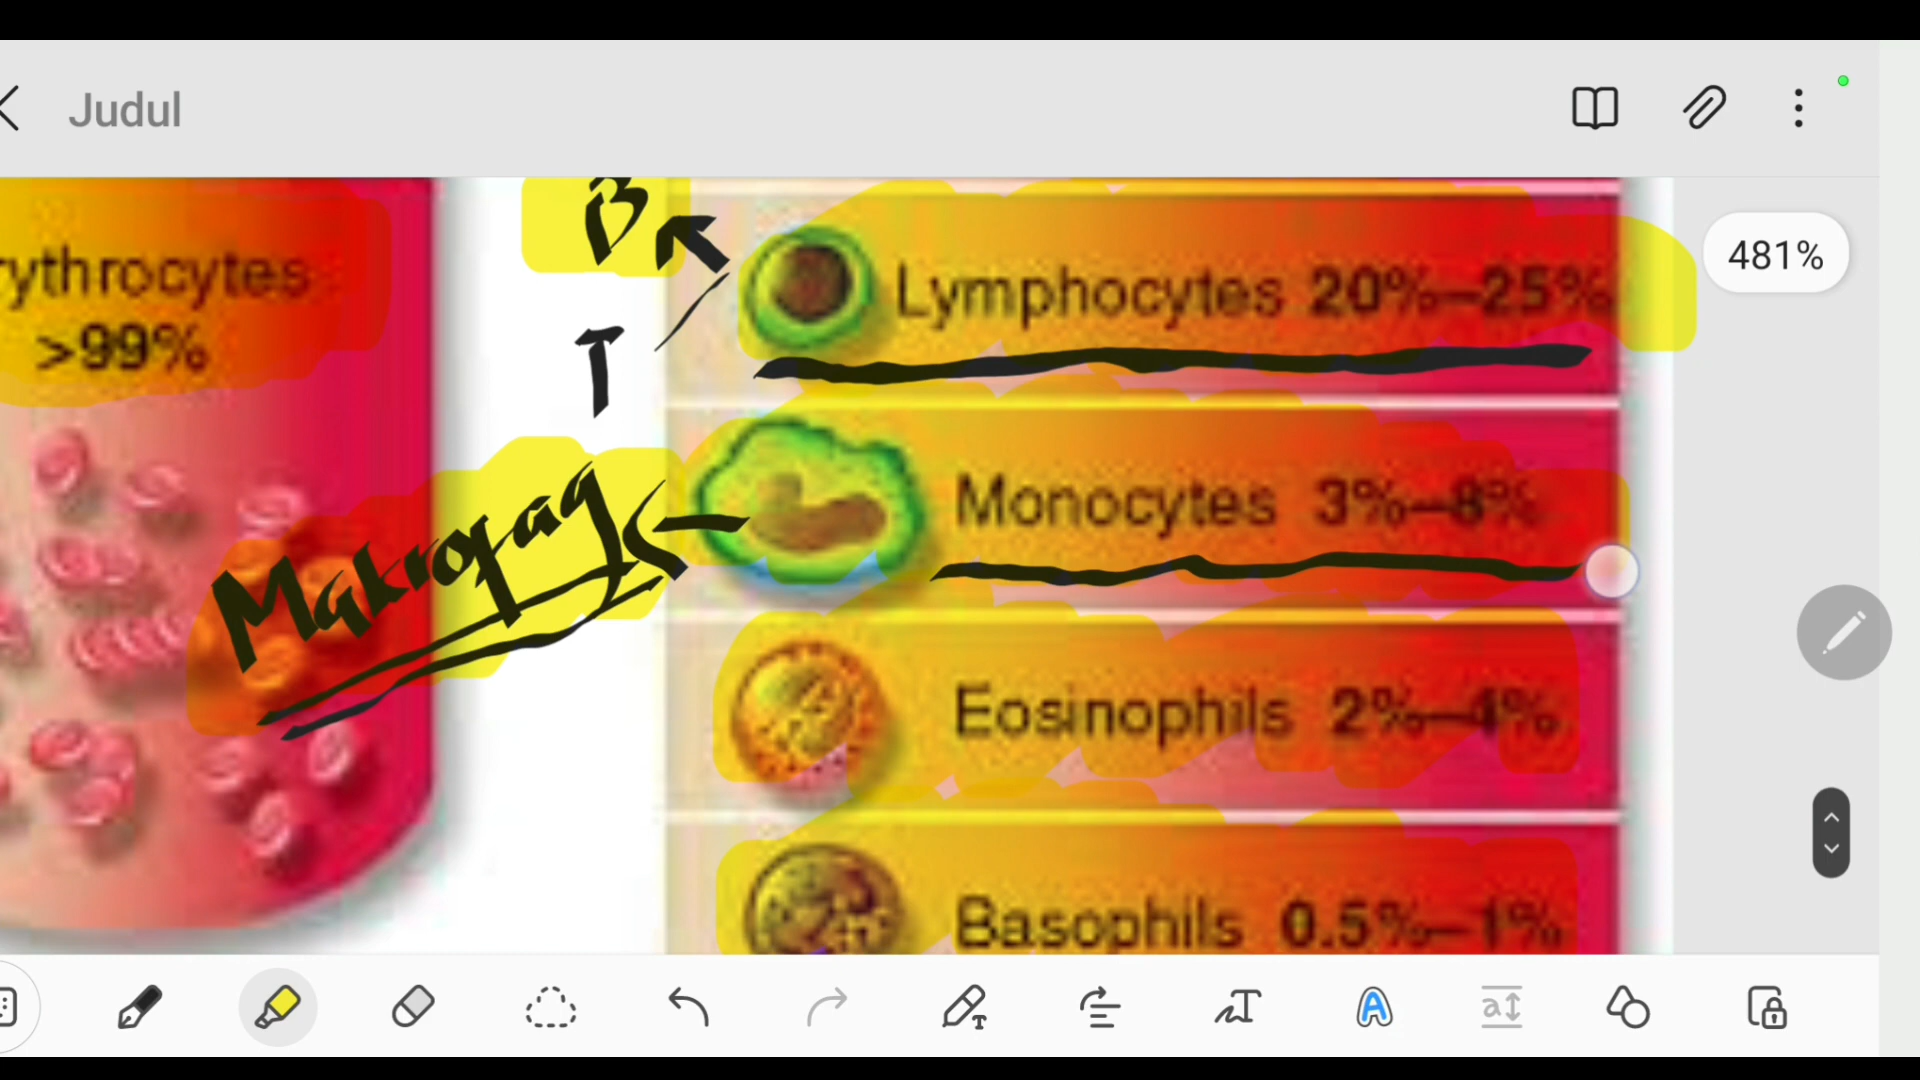 Judul
481%
rythrocytes
>99%
B
T
Makrofag
Lymphocytes 20%–25%
Monocytes 3%–8%
Eosinophils 2%–4%
Basophils 0.5%–1%